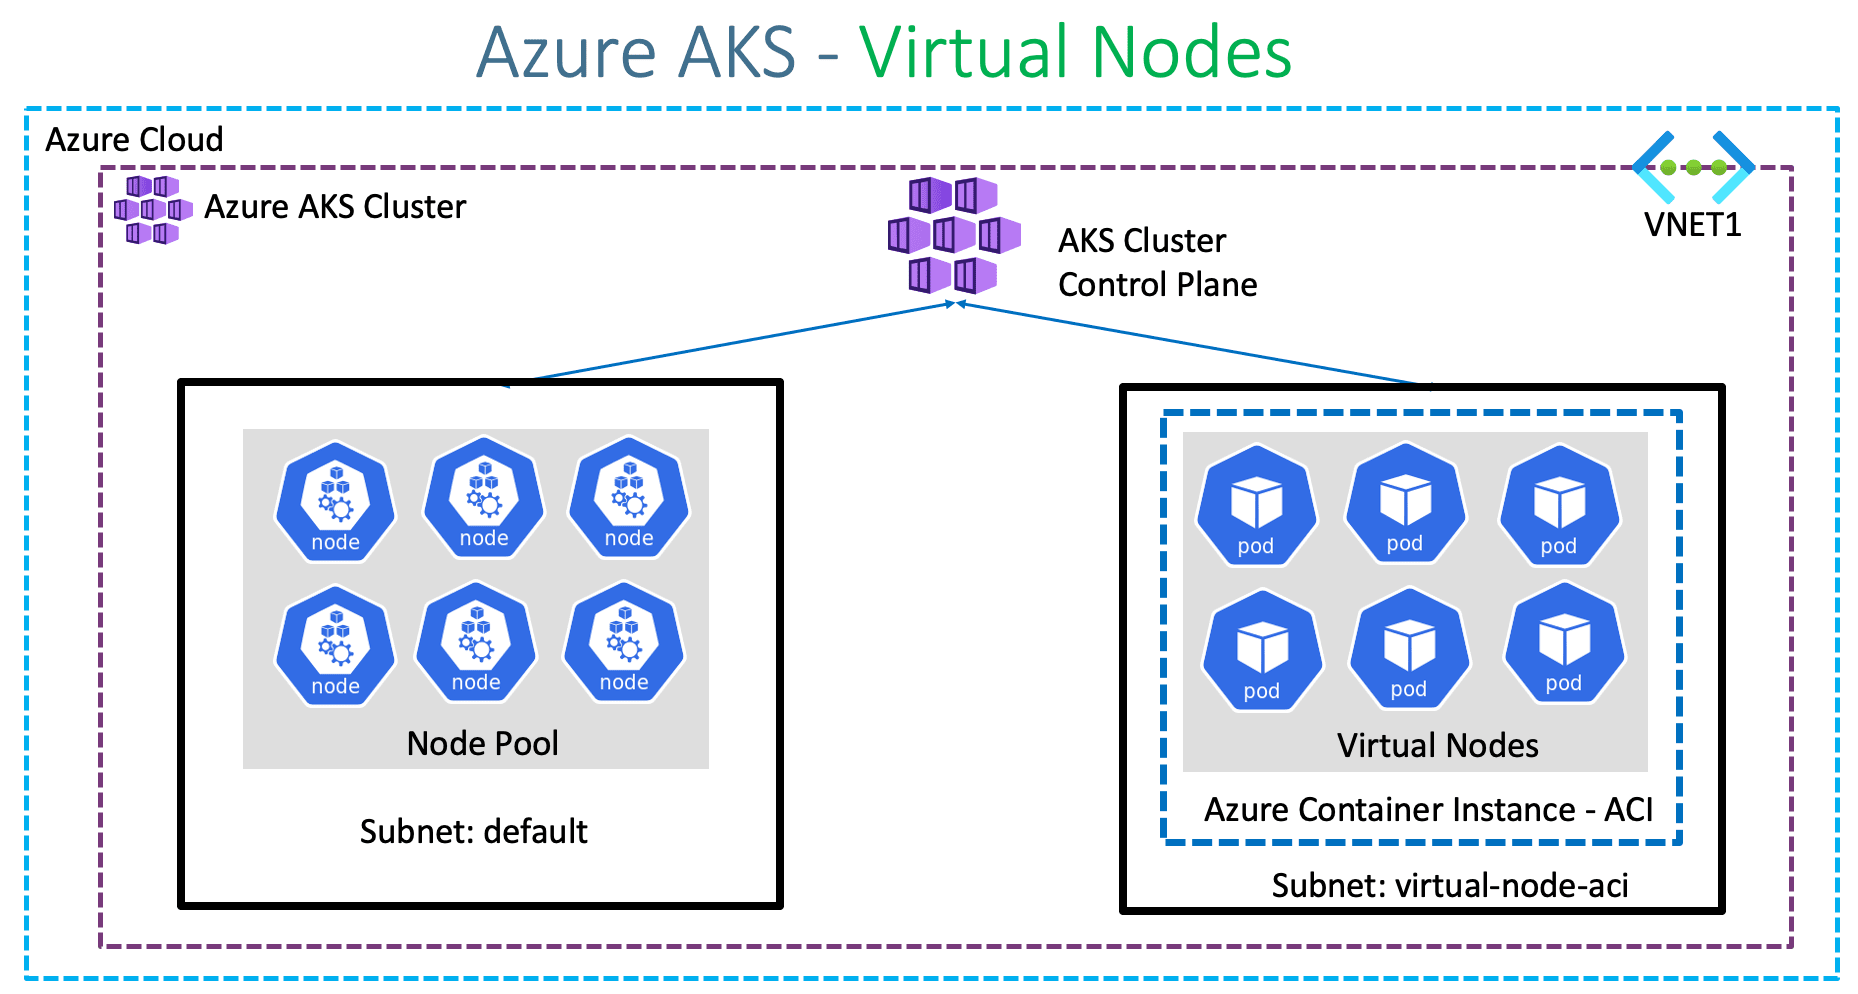 Azure AKS - Virtual Nodes
Azure Cloud
Azure AKS Cluster
AKS Cluster
Control Plane
VNET1
node
node
node
node
node
node
Node Pool
Subnet: default
pod
pod
pod
pod
pod
pod
Virtual Nodes
Azure Container Instance - ACI
Subnet: virtual-node-aci